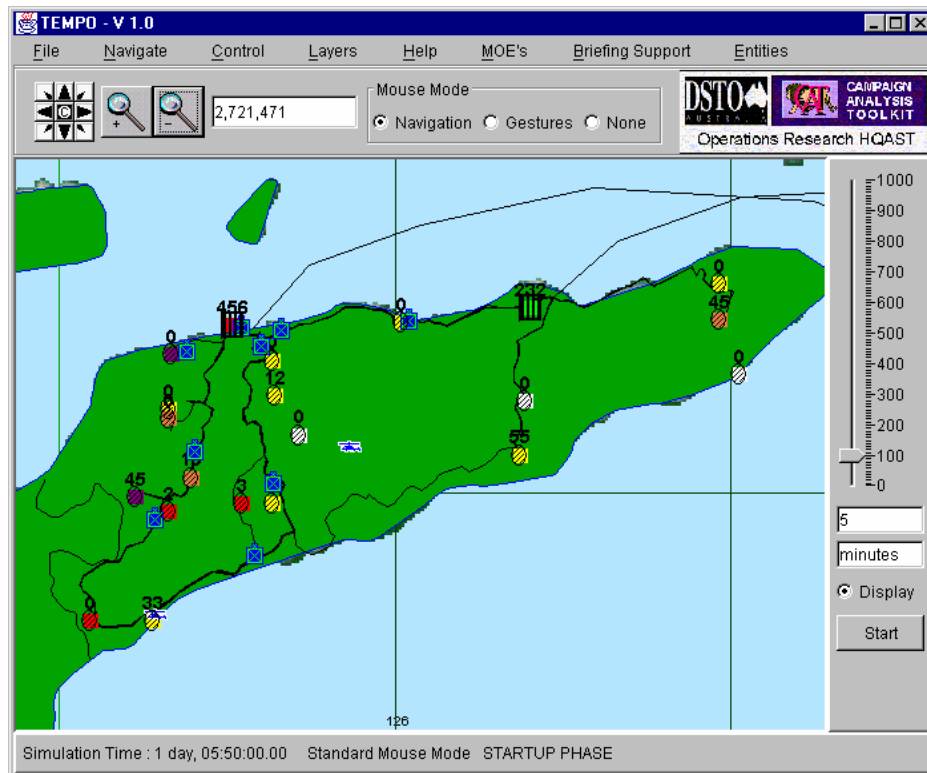 TEMPO - V 1.0
File Navigate Control Layers Help MOE's Briefing Support Entities
Mouse Mode
2,721,471
Navigation Gestures None
C
+ -
DSTO
AUSTRALIA
CAMPAIGN
ANALYSIS
TOOLKIT
Operations Research HQAST
1000
900
800
700
600
500
400
300
200
100
0
0
456
0
232
45
0
0
12
0
0
0
55
45
2
3
0
33
126
5
minutes
Display
Start
Simulation Time : 1 day, 05:50:00.00 Standard Mouse Mode STARTUP PHASE